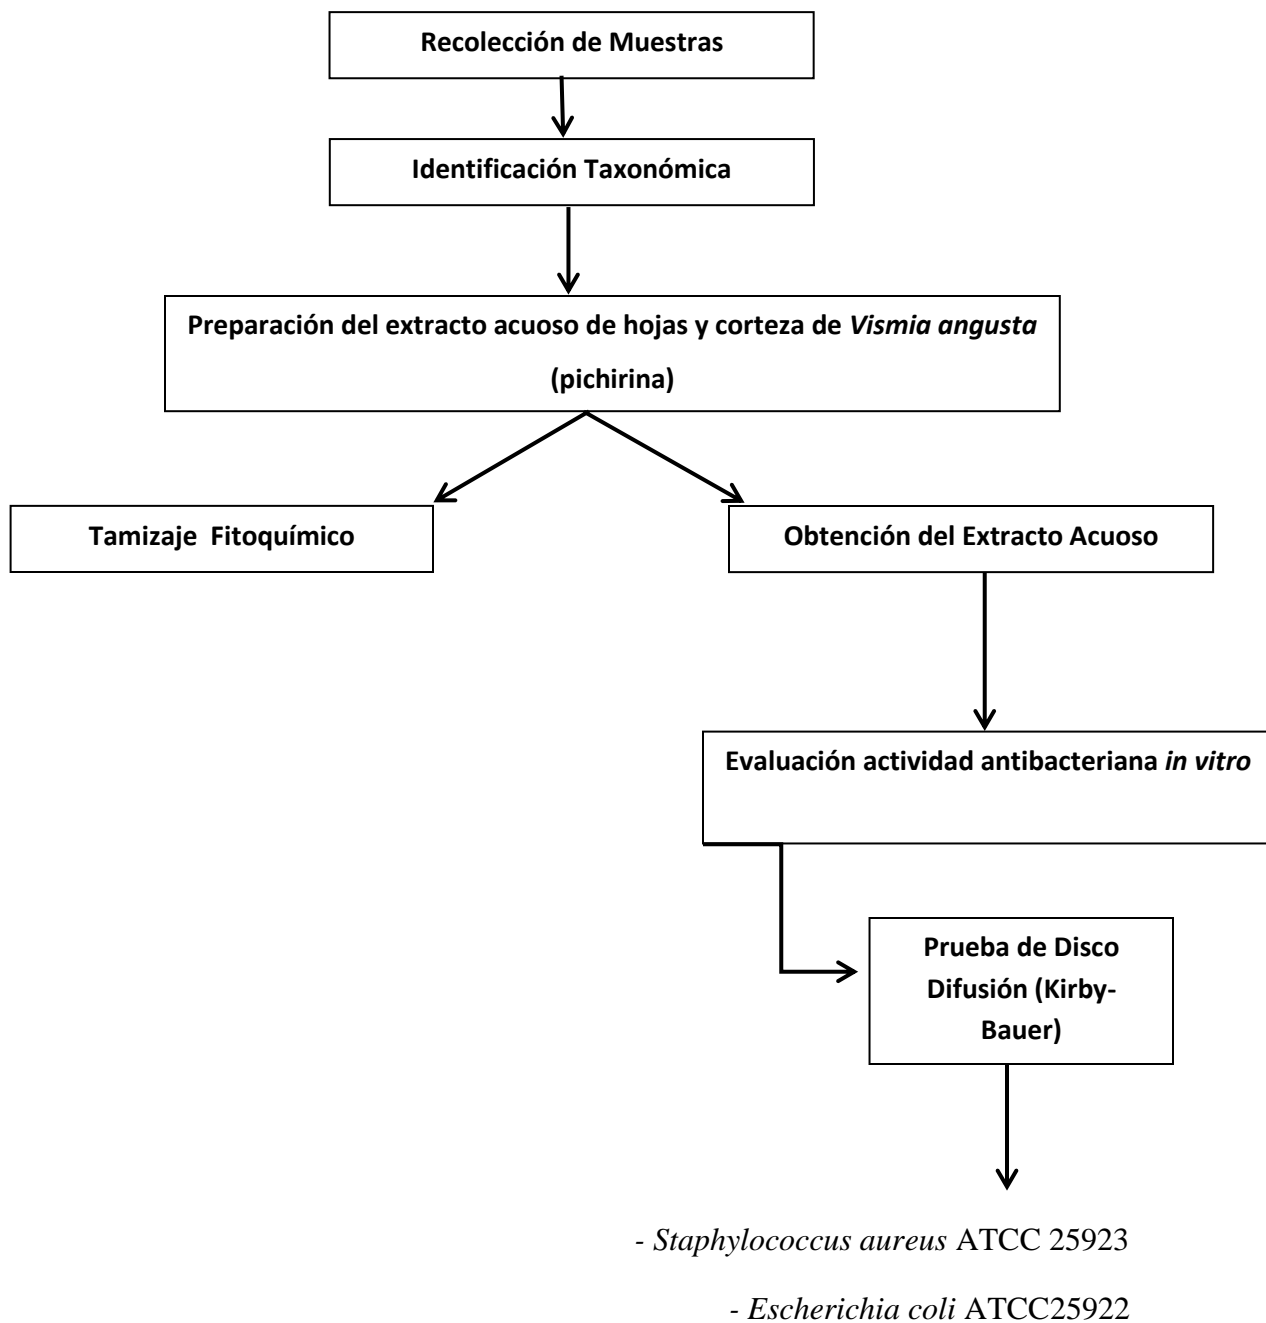 Recolección de Muestras
Identificación Taxonómica
Preparación del extracto acuoso de hojas y corteza de Vismia angusta
(pichirina)
Tamizaje  Fitoquímico
Obtención del Extracto Acuoso
Evaluación actividad antibacteriana in vitro
Prueba de Disco
Difusión (Kirby-
Bauer)
- Staphylococcus aureus ATCC 25923
- Escherichia coli ATCC25922